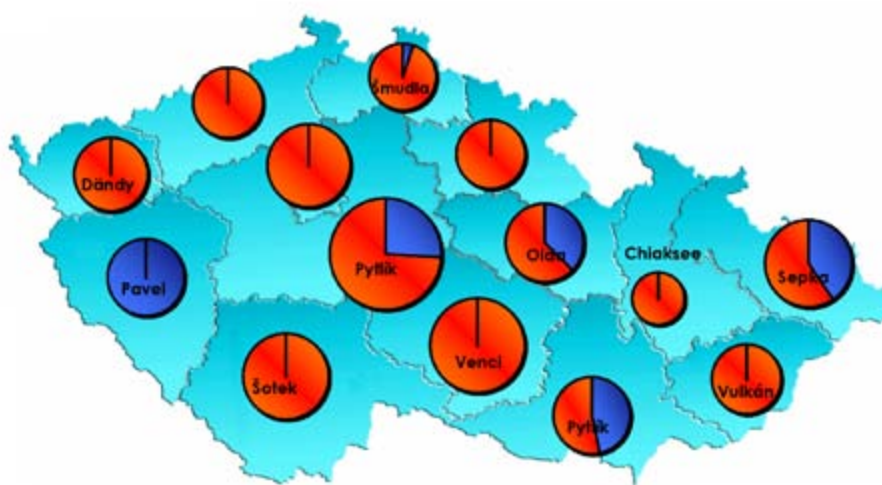 Šmudla
Dändy
Olda
Chiaksee
Pytlík
Sepka
Pavel
Venci
Šotek
Vulkán
Pytlík